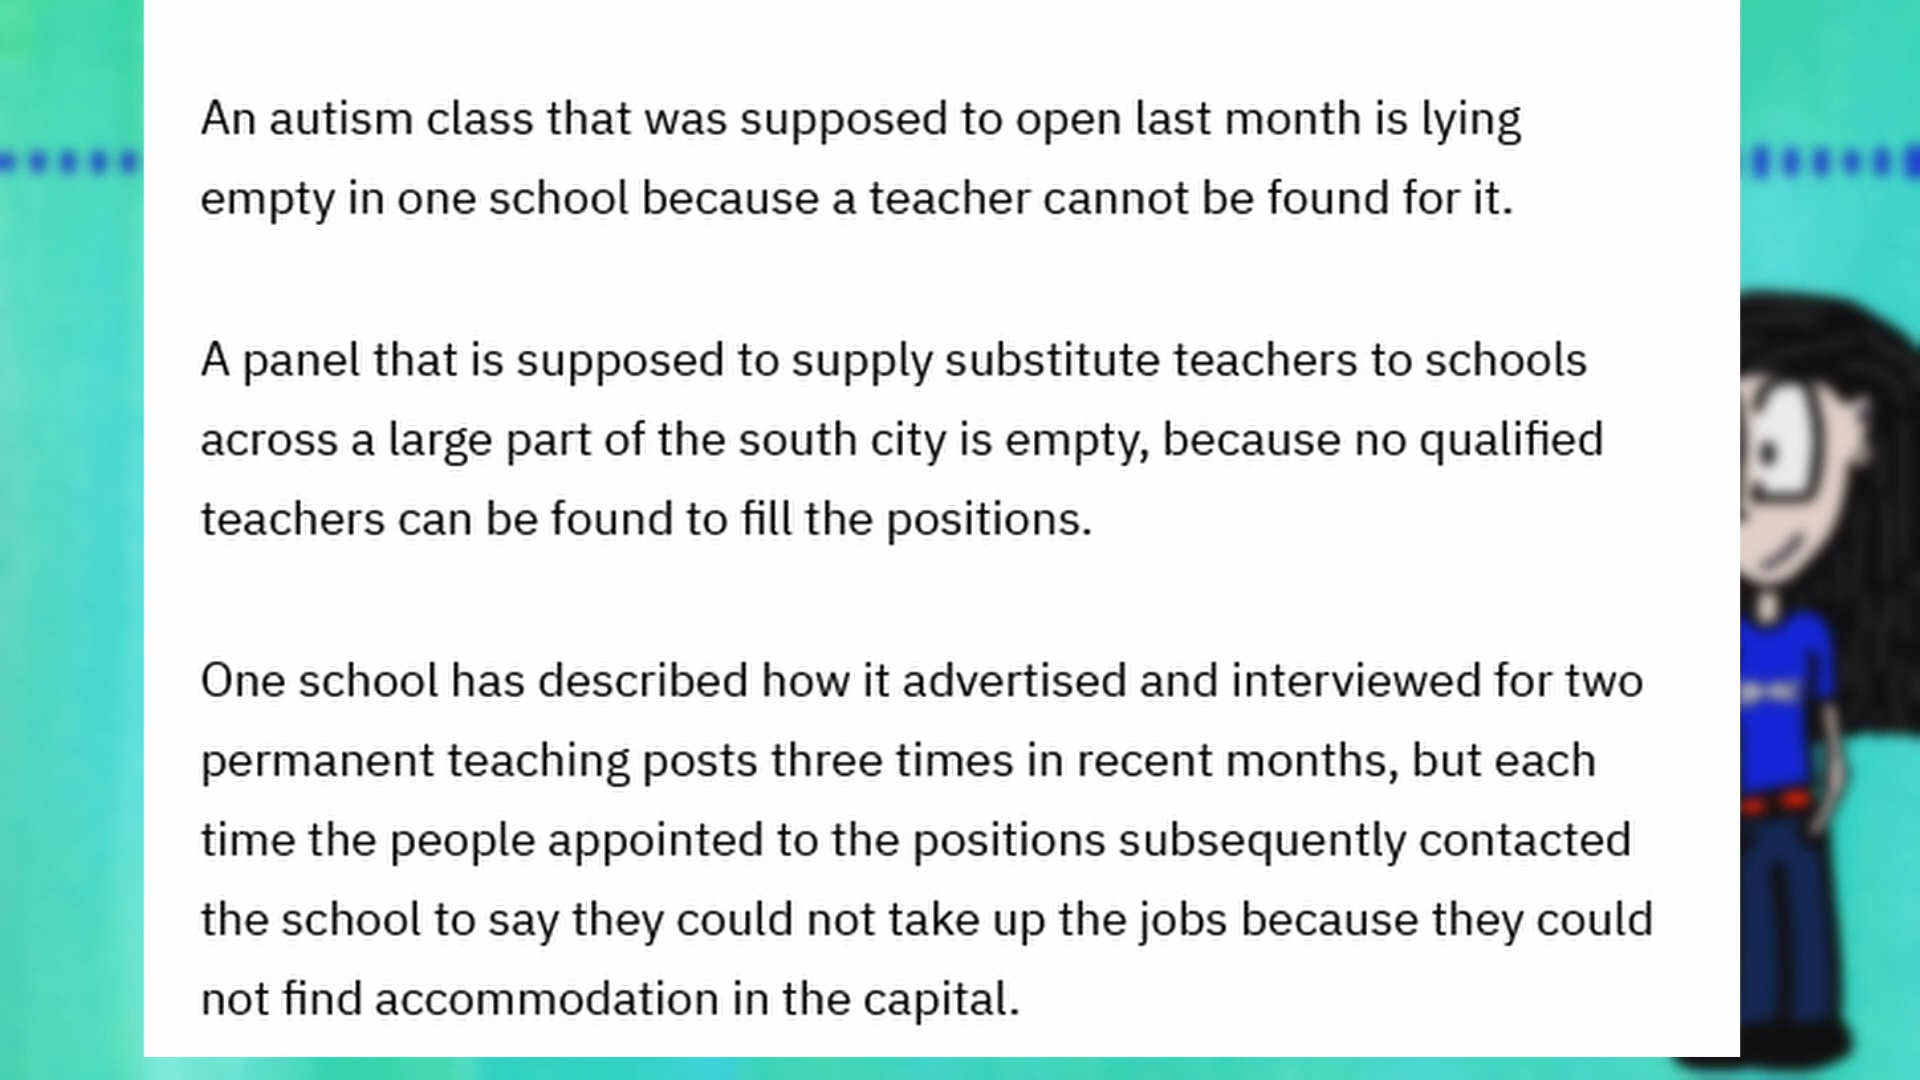 An autism class that was supposed to open last month is lying
empty in one school because a teacher cannot be found for it.
A panel that is supposed to supply substitute teachers to schools
across a large part of the south city is empty, because no qualified
teachers can be found to fill the positions.
One school has described how it advertised and interviewed for two
permanent teaching posts three times in recent months, but each
time the people appointed to the positions subsequently contacted
the school to say they could not take up the jobs because they could
not find accommodation in the capital.